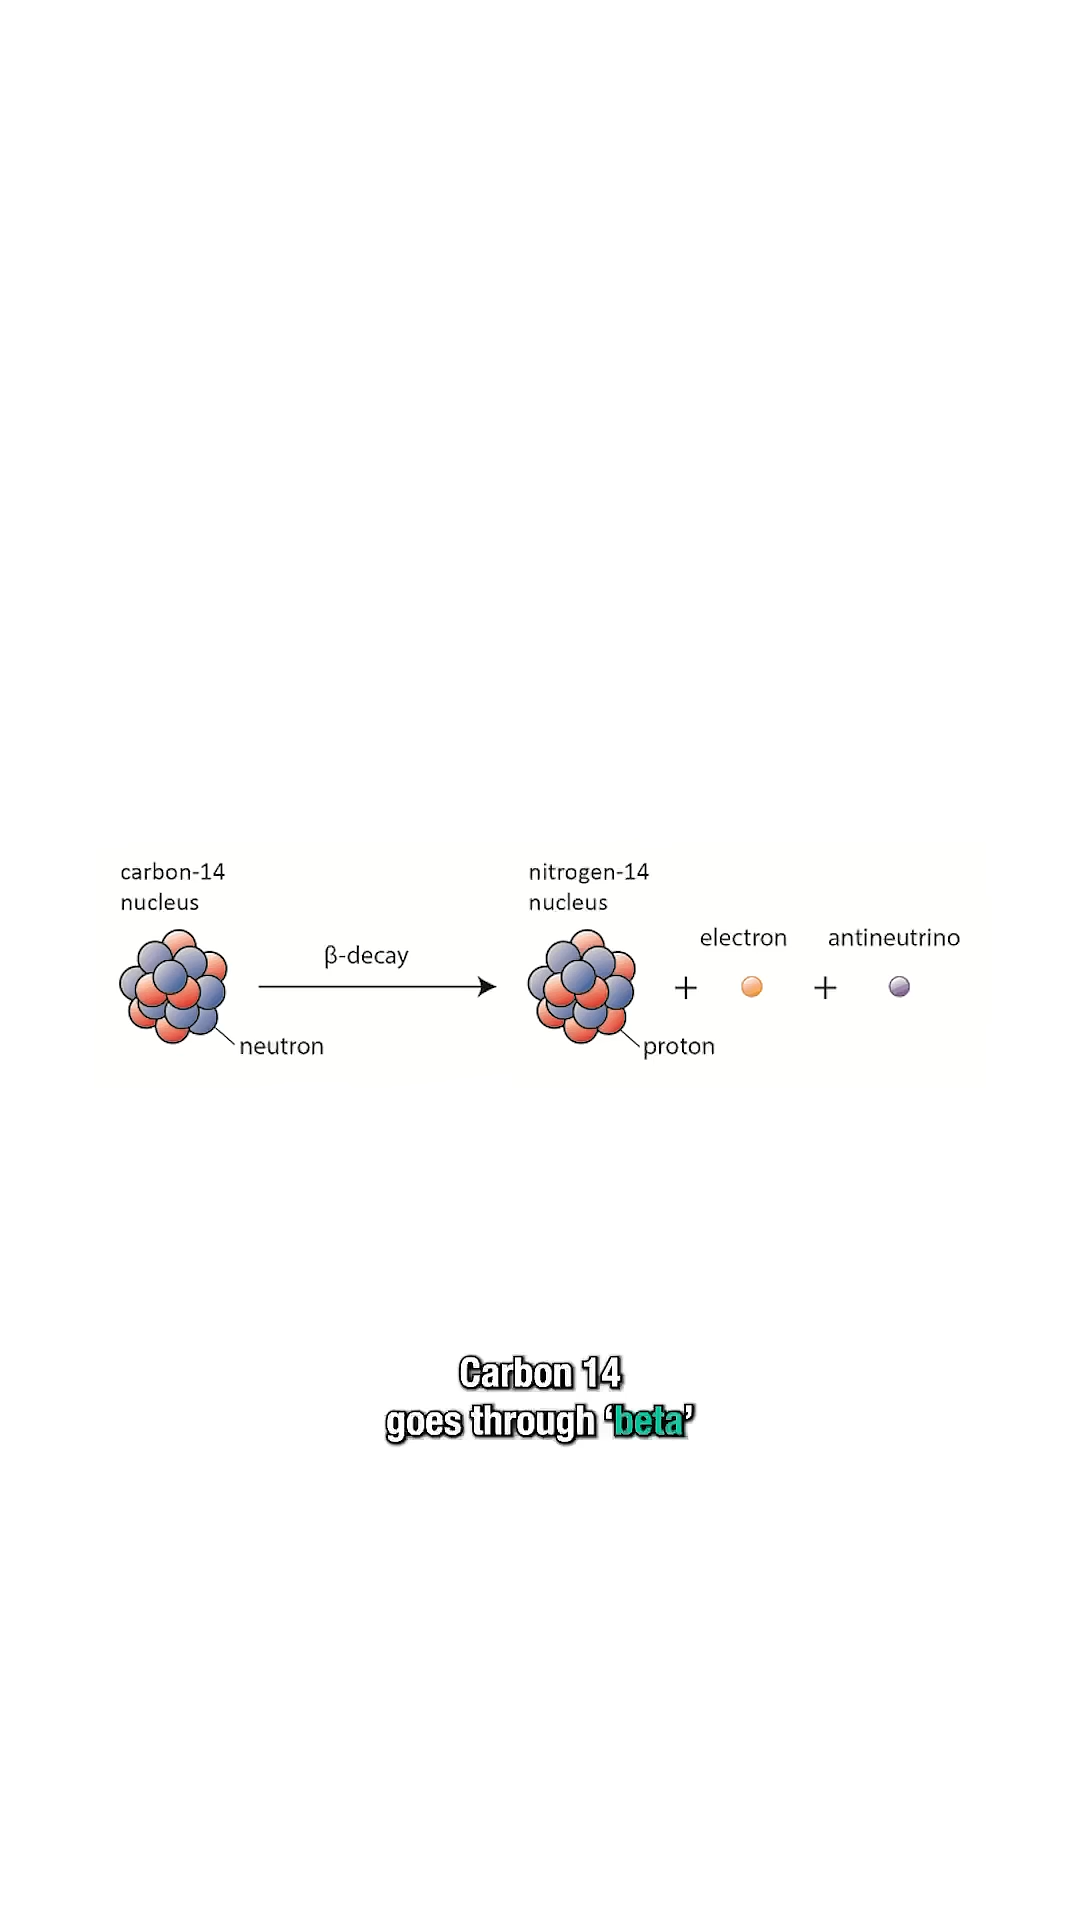 carbon-14
nucleus
β-decay
neutron
nitrogen-14
nucleus
proton
+
electron
+
antineutrino
Carbon 14
goes through ‘beta’